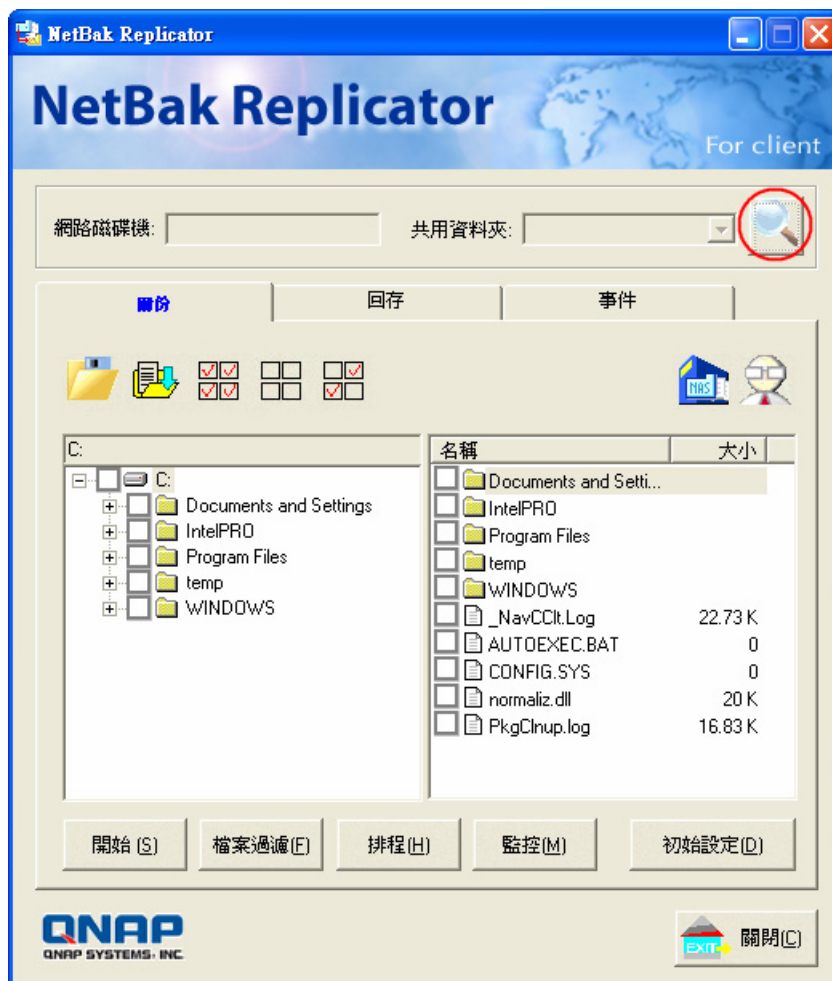 NetBak Replicator
NetBak Replicator
For client
網路磁碟機:
共用資料夾:
備份
回存
事件
NAS
C:
名稱 大小
C:
Documents and Settings
IntelPRO
Program Files
temp
WINDOWS
Documents and Setti...
IntelPRO
Program Files
temp
WINDOWS
_NavCClt.Log 22.73 K
AUTOEXEC.BAT 0
CONFIG.SYS 0
normaliz.dll 20 K
PkgClnup.log 16.83 K
開始 (S)
檔案過濾(F)
排程(H)
監控(M)
初始設定(D)
QNAP
QNAP SYSTEMS, INC.
EXIT
關閉(C)